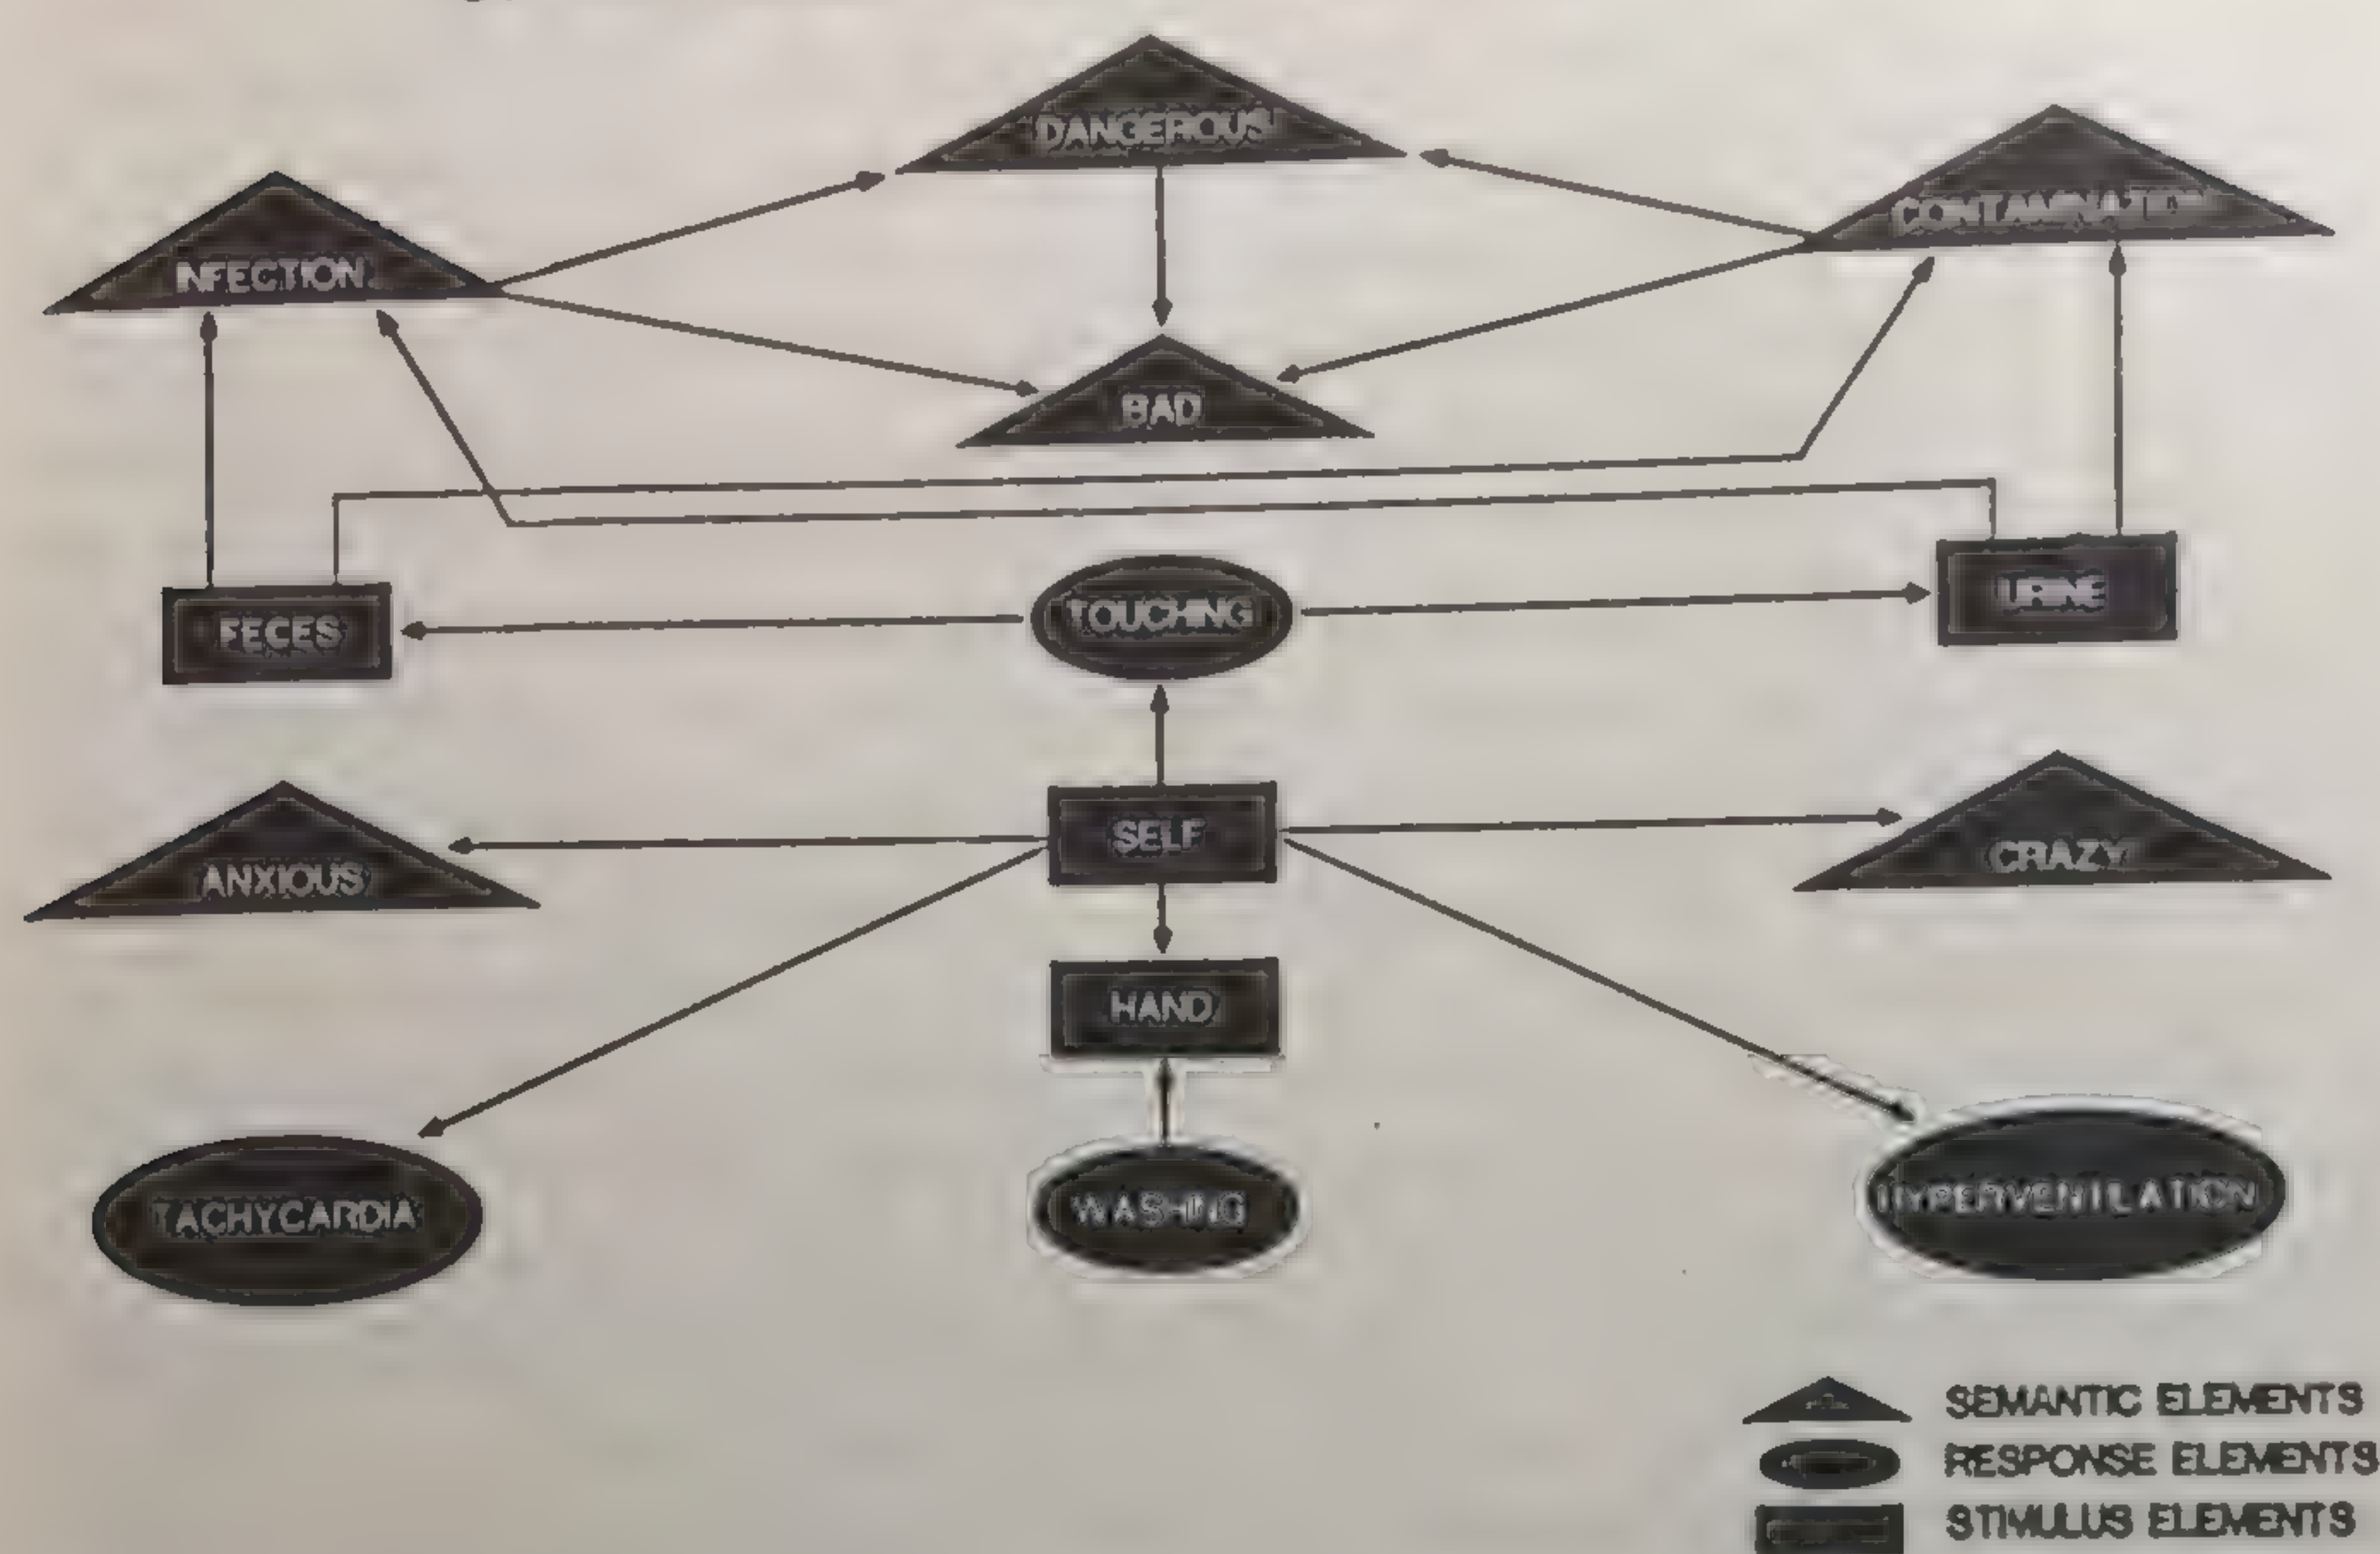 DANGEROUS
CONTAMINATION
INFECTION
BAD
TOUCHING
URINE
FECES
SELF
CRAZY
ANXIOUS
HAND
TACHYCARDIA
WASHING
HYPERVENTILATION
SEMANTIC ELEMENTS
RESPONSE ELEMENTS
STIMULUS ELEMENTS